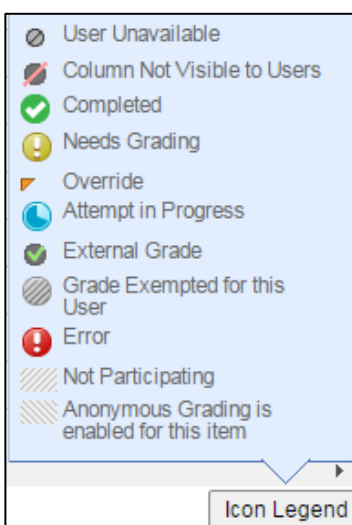 User Unavailable
Column Not Visible to Users
Completed
Needs Grading
Override
Attempt in Progress
External Grade
Grade Exempted for this
User
Error
Not Participating
Anonymous Grading is
enabled for this item
Icon Legend